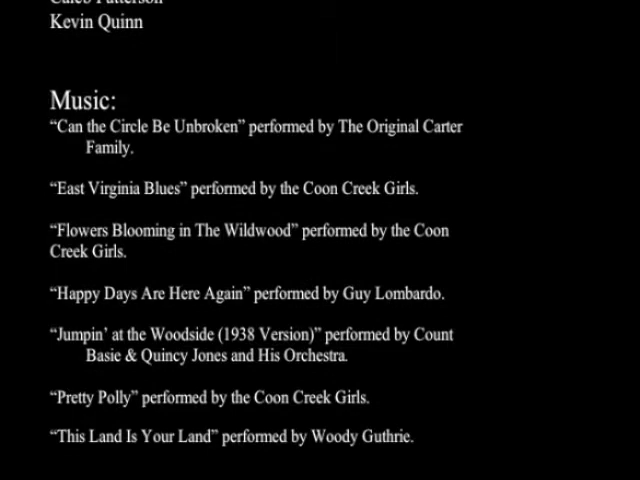 Caleb Patterson
Kevin Quinn
Music:
“Can the Circle Be Unbroken” performed by The Original Carter
Family.
“East Virginia Blues” performed by the Coon Creek Girls.
“Flowers Blooming in The Wildwood” performed by the Coon
Creek Girls.
“Happy Days Are Here Again” performed by Guy Lombardo.
“Jumpin’ at the Woodside (1938 Version)” performed by Count
Basie & Quincy Jones and His Orchestra.
“Pretty Polly” performed by the Coon Creek Girls.
“This Land Is Your Land” performed by Woody Guthrie.